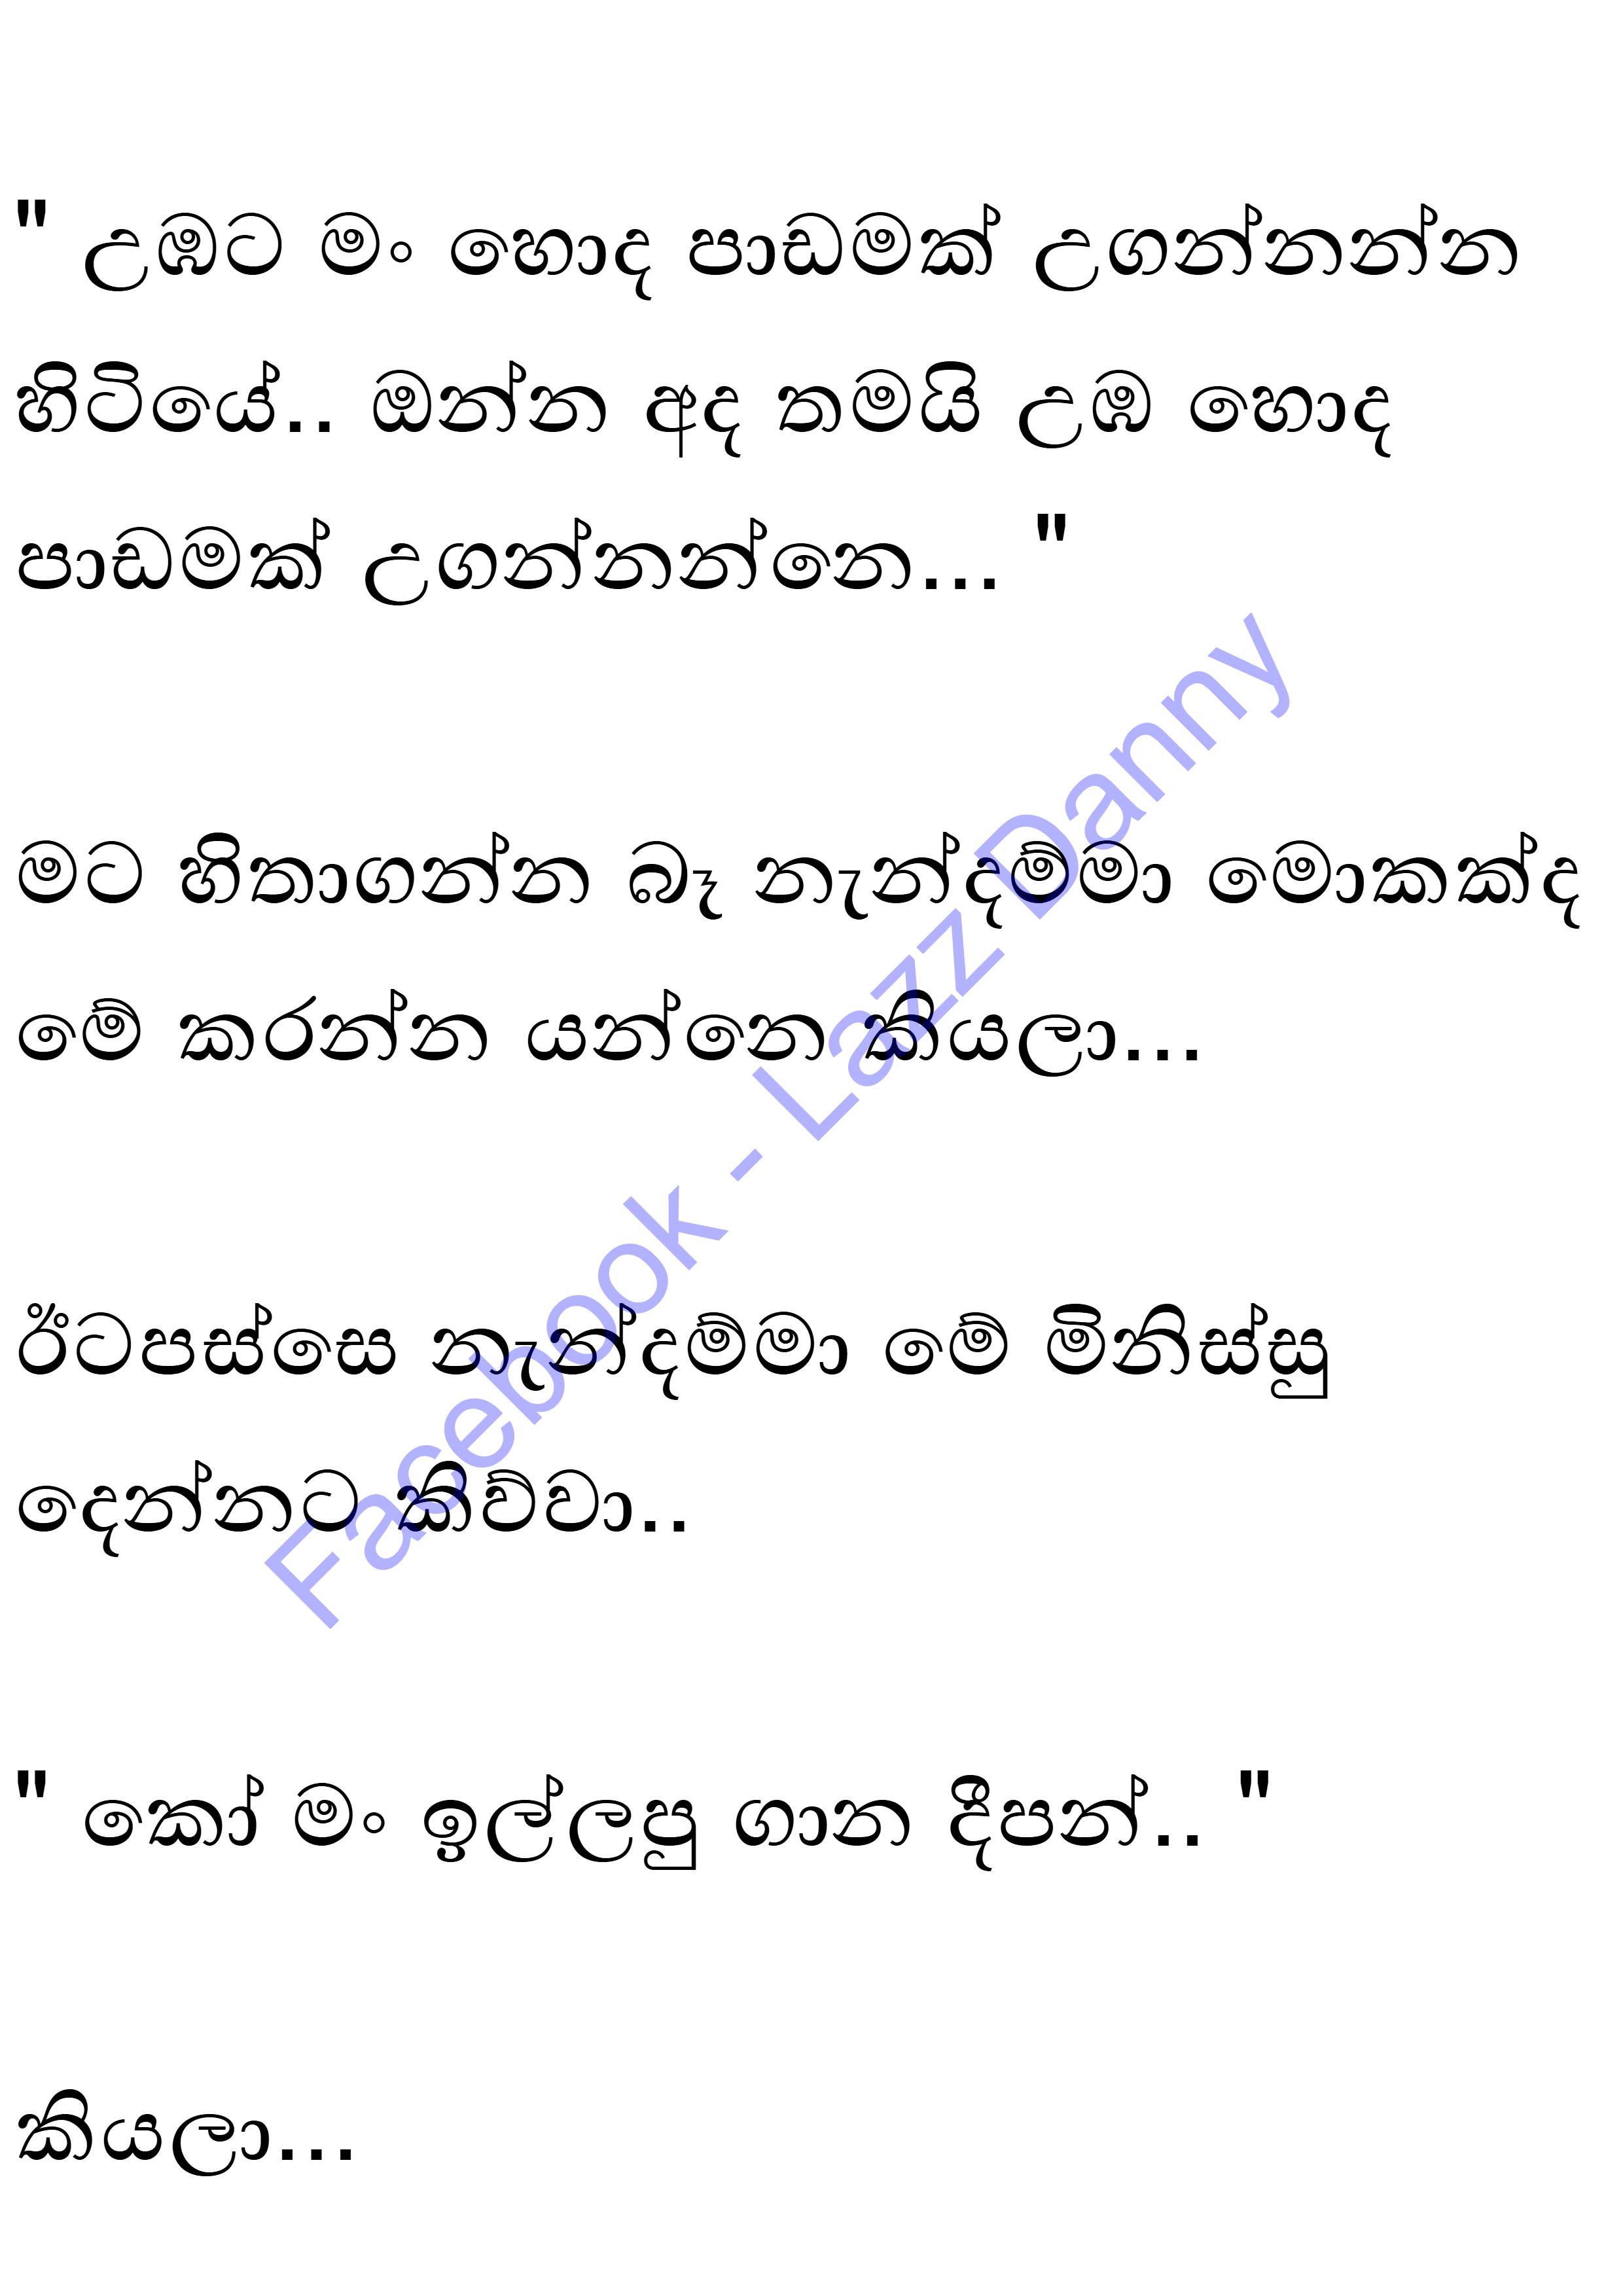 " උඹට මං හොද පාඩමක් උගන්නන්න
හිටියේ.. ඔන්න අද තමයි උඹ හොද
පාඩමක් උගන්නන්නෙ... "
මට හිතාගන්න බෑ නැන්දම්මා මොකක්ද
මේ කරන්න යන්නෙ කියලා...
ඊටපස්සෙ නැන්දම්මා මේ මිනිස්සු
දෙන්නට කිව්වා..
" කෝ මං ඉල්ලපු ගාන දීපන්.. "
කියලා...
Facebook - Lazz Danny